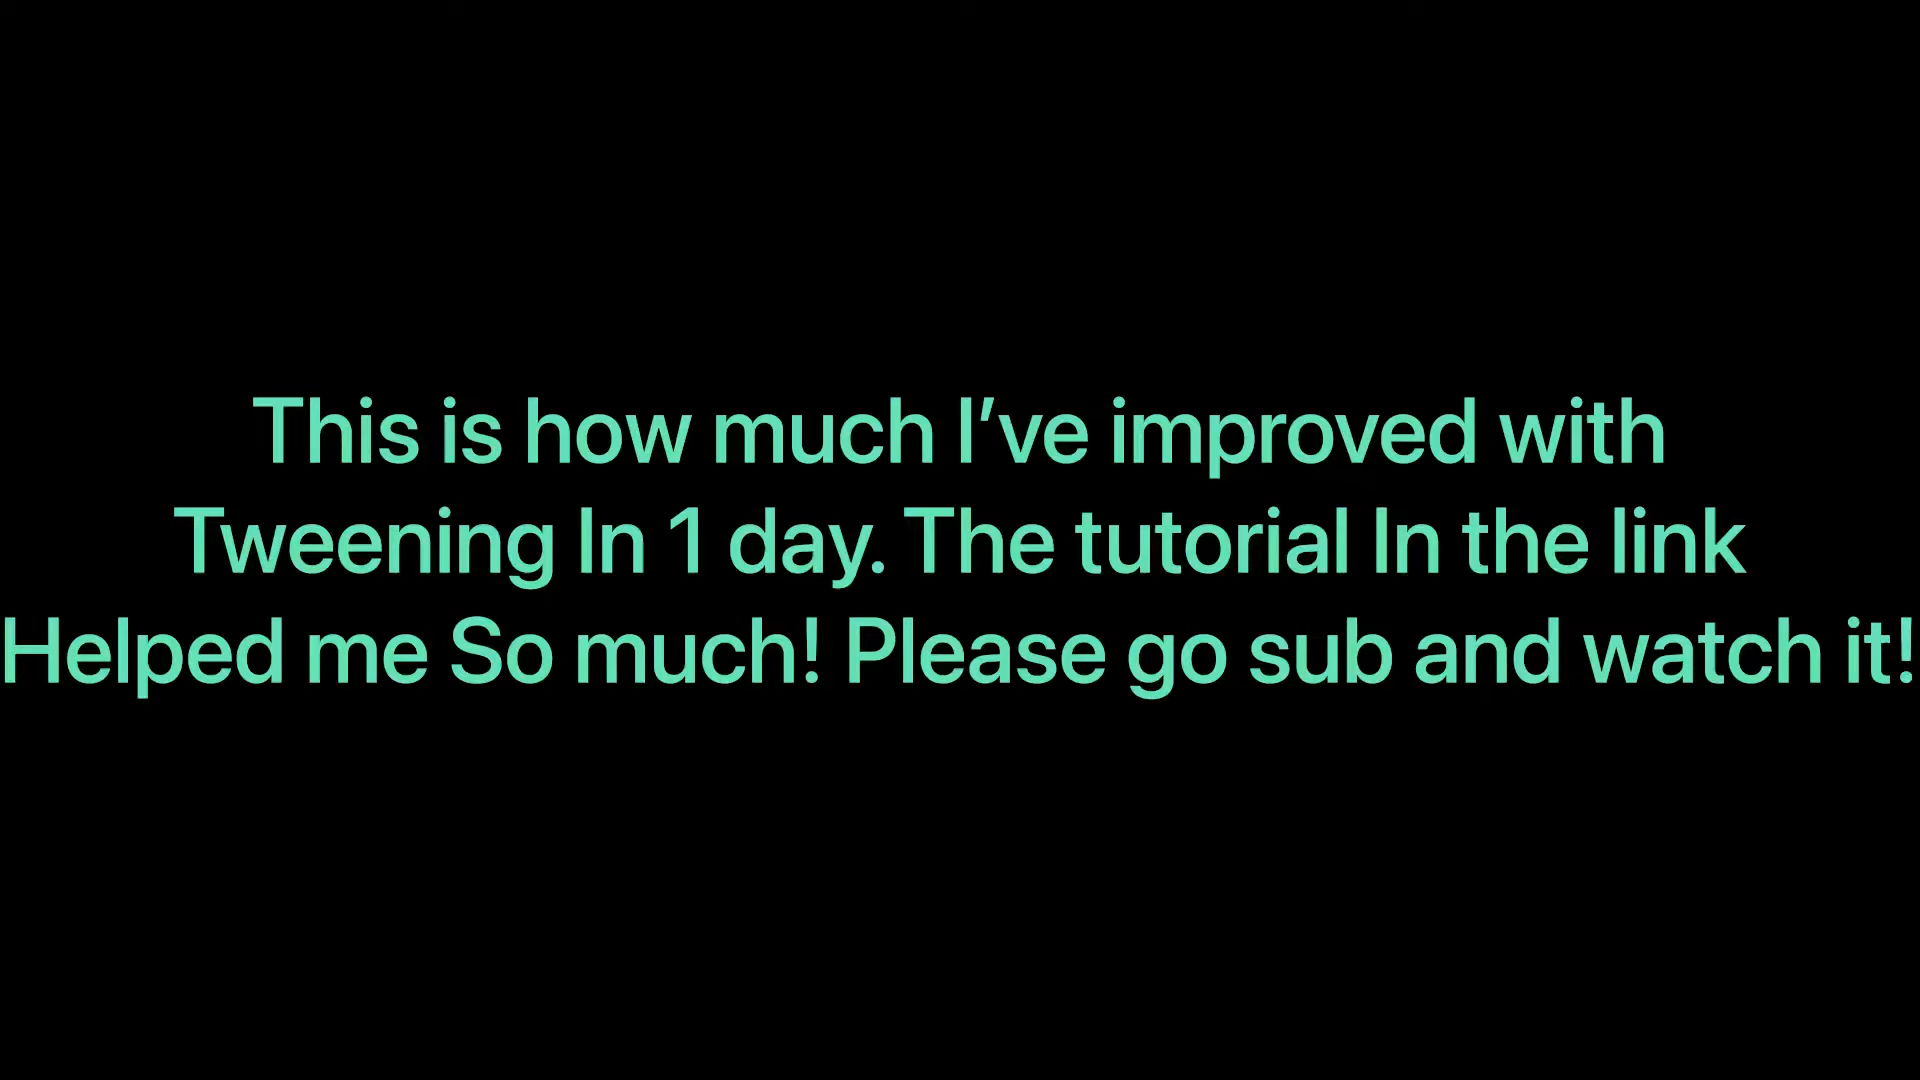 This is how much I've improved with
Tweening In 1 day. The tutorial In the link
Helped me So much! Please go sub and watch it!